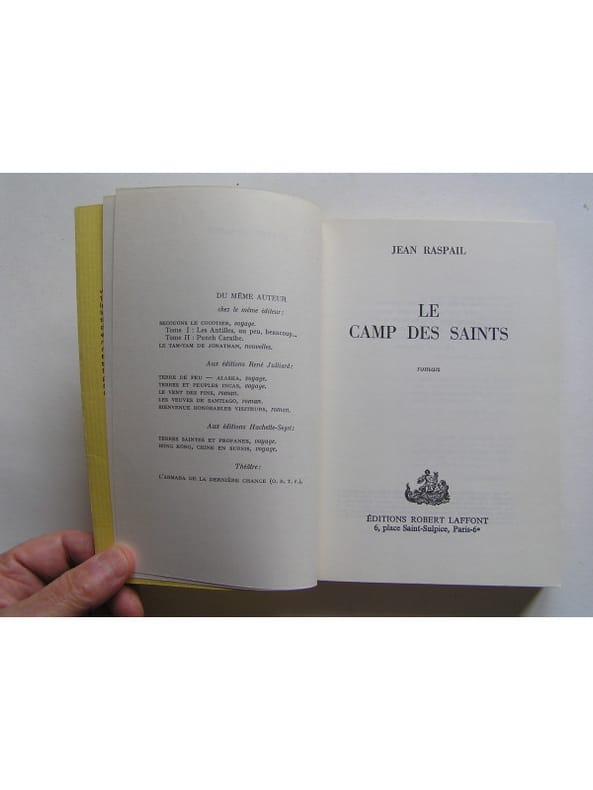 DU MÊME AUTEUR
chez le même éditeur:
SECOUONS LE COCOTIER, voyage.
Tome I : Les Antilles, un peu, beaucoup...
Tome II : Punch Caraïbe.
LE TAM-TAM DE JONATHAN, nouvelles.
Aux éditions René Julliard:
TERRE DE FEU — ALASKA, voyage.
TERRES ET PEUPLES INCAS, voyage.
LE VENT DES PINS, roman.
LES VEUVES DE SANTIAGO, roman.
BIENVENUE HONORABLES VISITEURS, roman.
Aux éditions Hachette-Sept:
TERRES SAINTES ET PROFANES, voyage.
HONG KONG, CHINE EN SURSIS, voyage.
Théâtre:
L'ARMADA DE LA DERNIÈRE CHANCE (O. R. T. F.).
JEAN RASPAIL
LE
CAMP DES SAINTS
roman
ÉDITIONS ROBERT LAFFONT
6, place Saint-Sulpice, Paris-6e